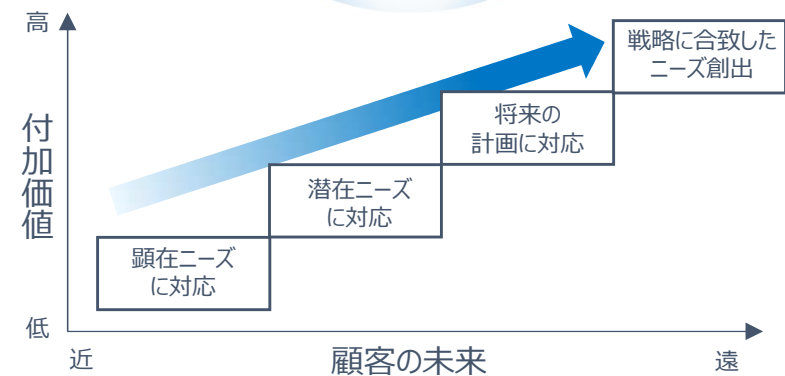 高
戦略に合致した
ニーズ創出
将来の
計画に対応
付加価値
潜在ニーズ
に対応
顕在ニーズ
に対応
低
近
顧客の未来
遠